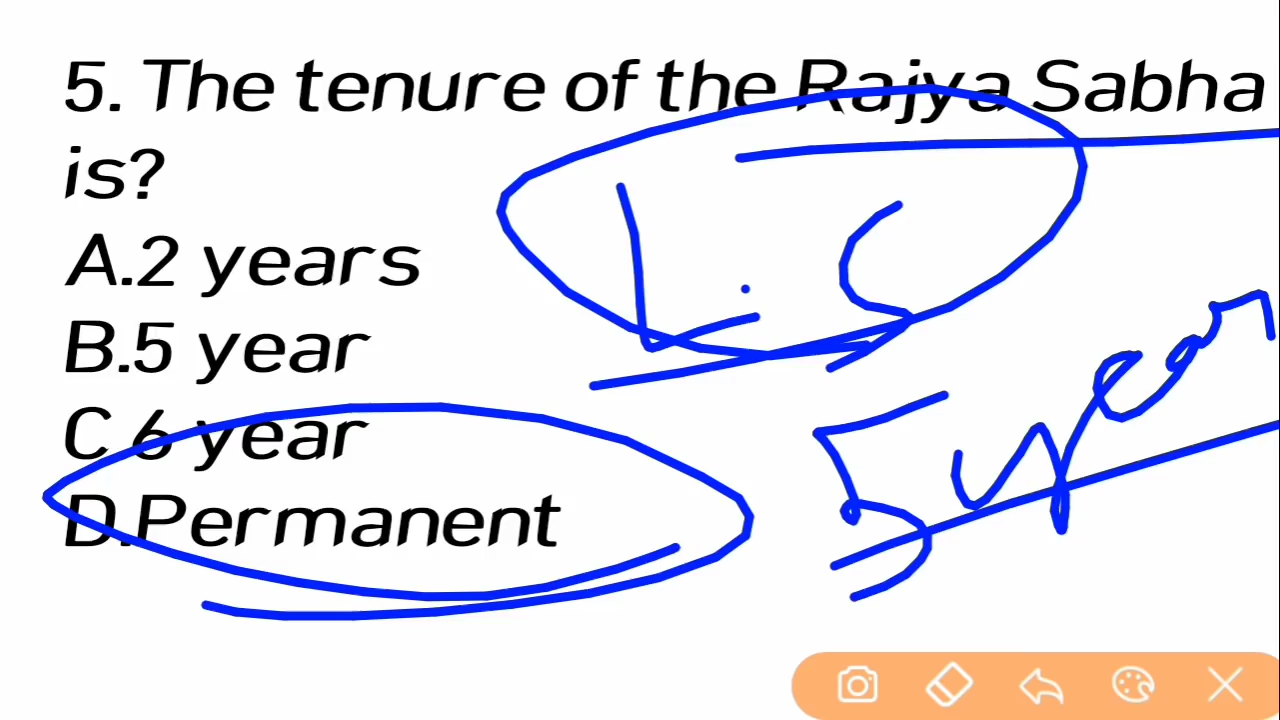 5. The tenure of the Rajya Sabha
is?
A.2 years
B.5 year
C 6 year
D.Permanent
L.C
5 year